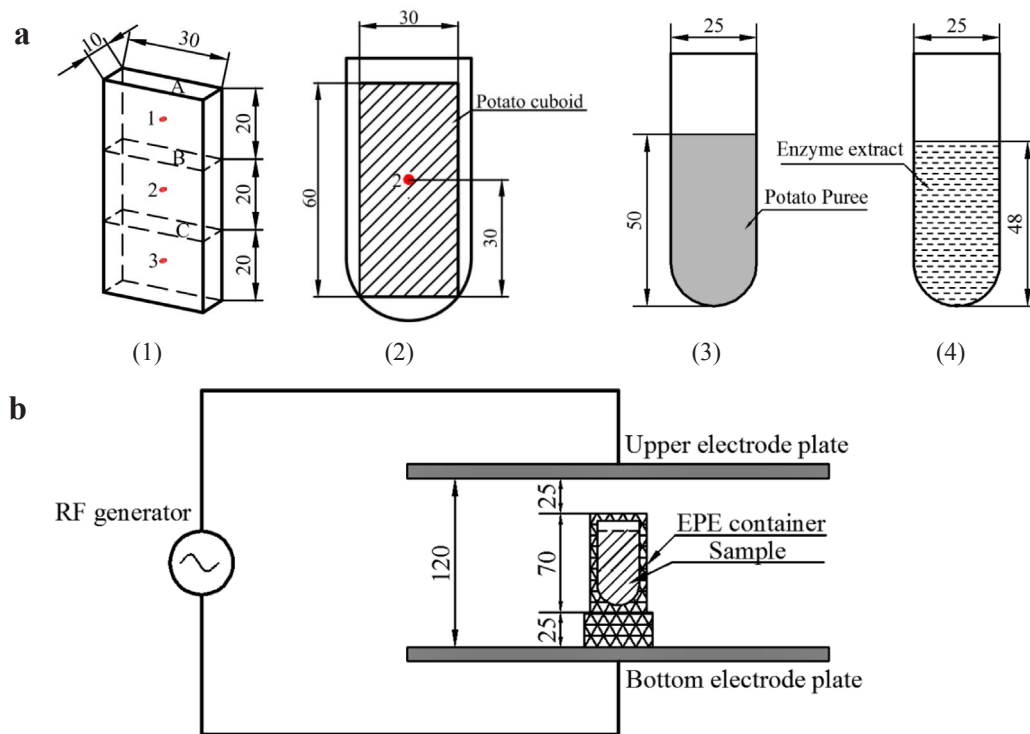 a
10
30
A
1
20
B
2
20
C
3
20
(1)
30
60
2
30
Potato cuboid
(2)
25
50
Potato Puree
(3)
25
Enzyme extract
48
(4)
b
RF generator
Upper electrode plate
120
25
70
25
EPE container
Sample
Bottom electrode plate